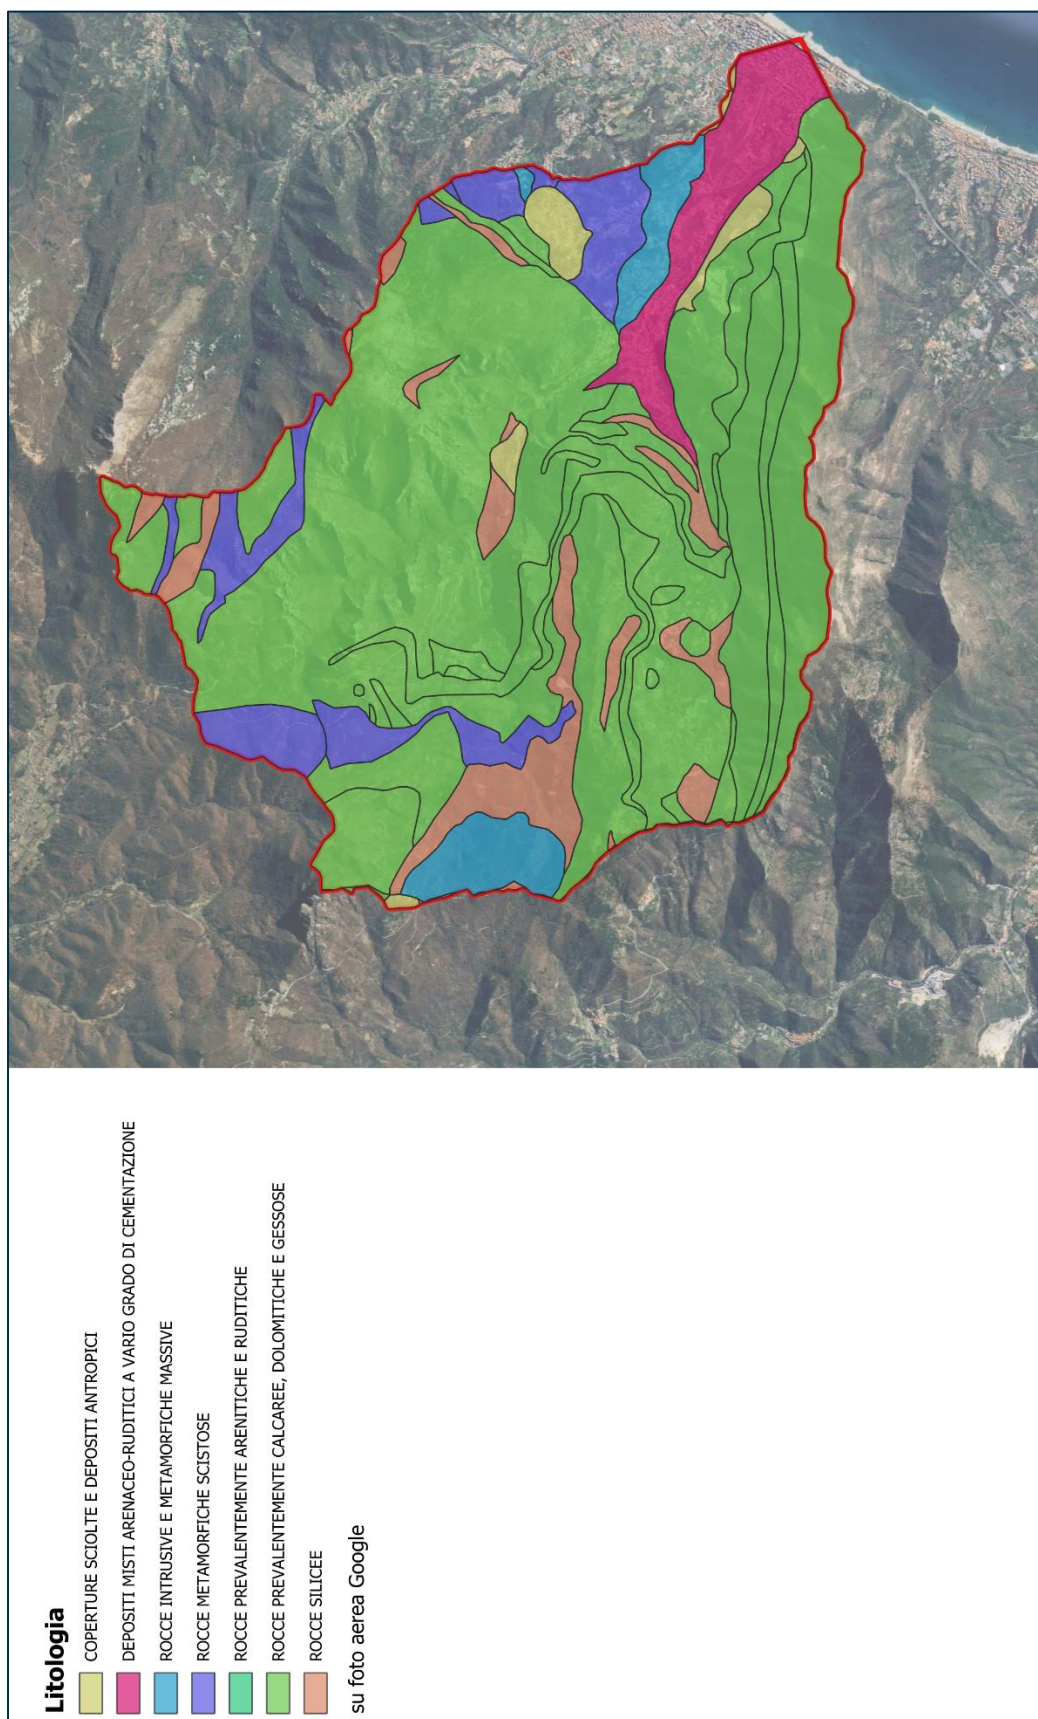 Litologia
COPERTURE SCIOLTE E DEPOSITI ANTROPICI
DEPOSITI MISTI ARENACEO-RUDITICI A VARIO GRADO DI CEMENTAZIONE
ROCCE INTRUSIVE E METAMORFICHE MASSIVE
ROCCE METAMORFICHE SCISTOSE
ROCCE PREVALENTEMENTE ARENITICHE E RUDITICHE
ROCCE PREVALENTEMENTE CALCAREE, DOLOMITICHE E GESSOSE
ROCCE SILICEE
su foto aerea Google